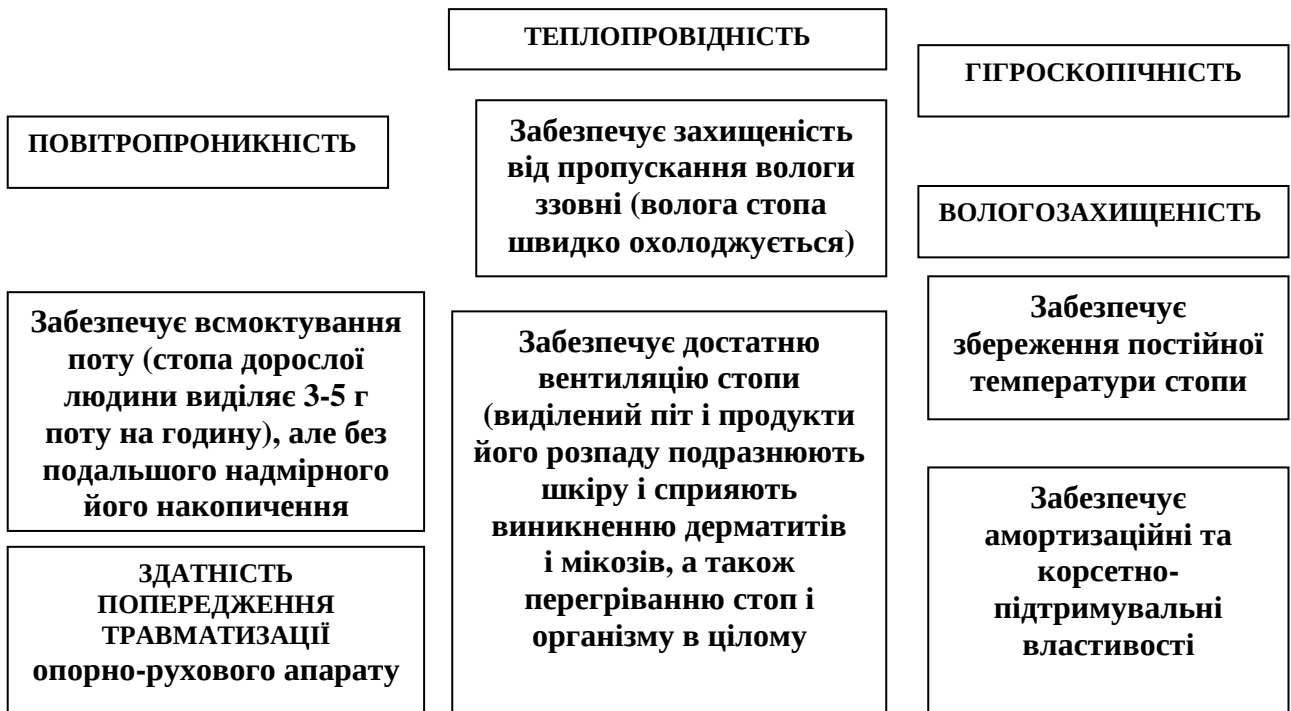 ТЕПЛОПРОВІДНІСТЬ
ГІГРОСКОПІЧНІСТЬ
ПОВІТРОПРОНИКНІСТЬ
Забезпечує захищеність
від пропускання вологи
ззовні (волога стопа
швидко охолоджується)
ВОЛОГОЗАХИЩЕНІСТЬ
Забезпечує всмоктування
поту (стопа дорослої
людини виділяє 3-5 г
поту на годину), але без
подальшого надмірного
його накопичення
Забезпечує достатню
вентиляцію стопи
(виділений піт і продукти
його розпаду подразнюють
шкіру і сприяють
виникненню дерматитів
і мікозів, а також
перегріванню стоп і
організму в цілому
Забезпечує
збереження постійної
температури стопи
ЗДАТНІСТЬ
ПОПЕРЕДЖЕННЯ
ТРАВМАТИЗАЦІЇ
опорно-рухового апарату
Забезпечує
амортизаційні та
корсетно-
підтримувальні
властивості